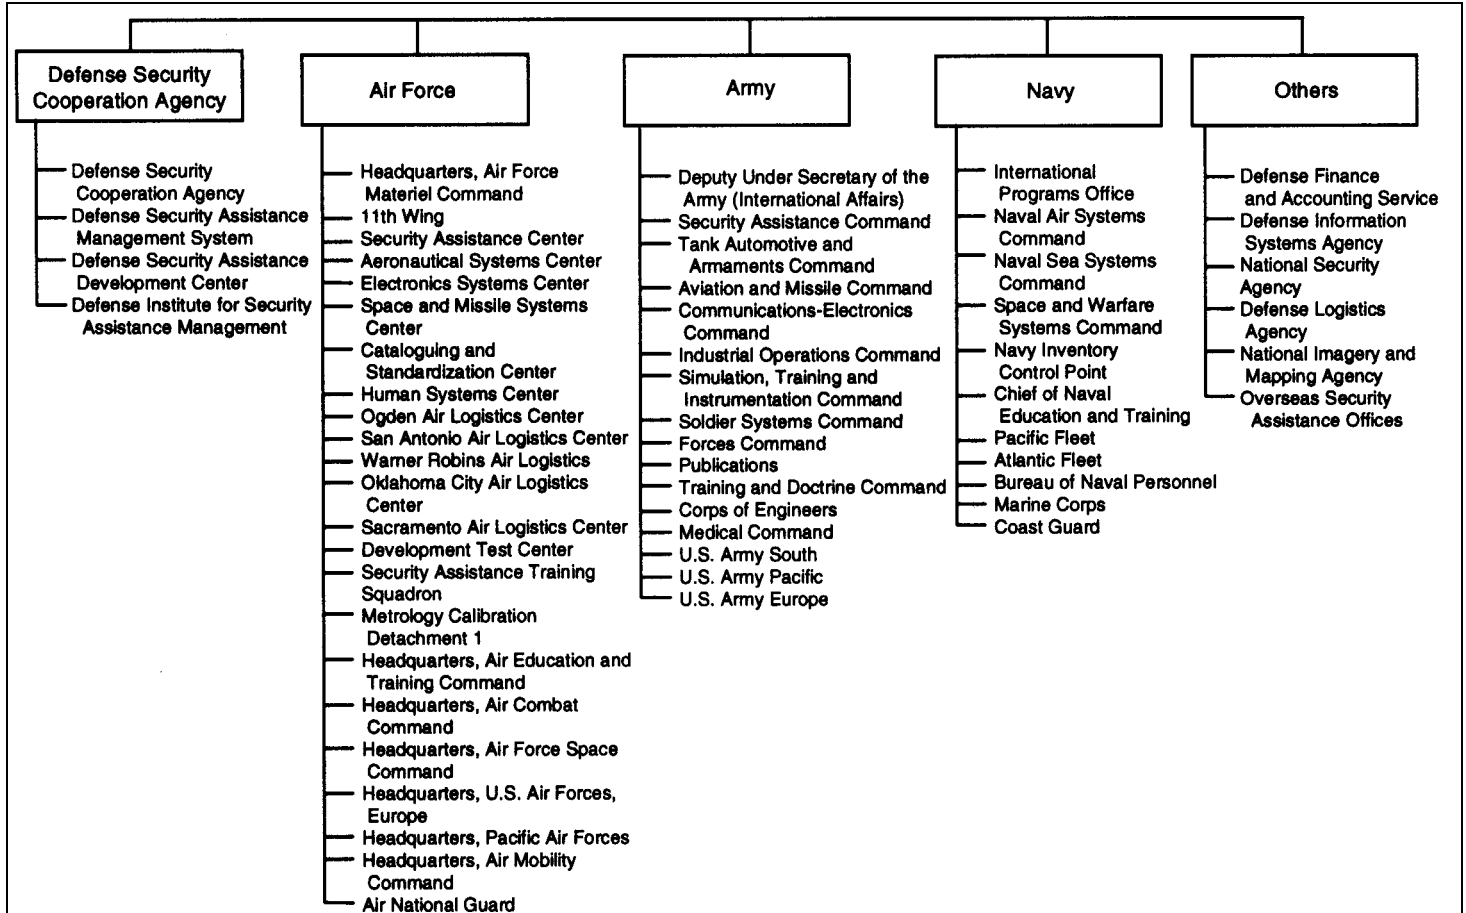 Defense Security
Cooperation Agency
Defense Security
Cooperation Agency
Defense Security Assistance
Management System
Defense Security Assistance
Development Center
Defense Institute for Security
Assistance Management
Air Force
Headquarters, Air Force
Materiel Command
11th Wing
Security Assistance Center
Aeronautical Systems Center
Electronics Systems Center
Space and Missile Systems
Center
Cataloguing and
Standardization Center
Human Systems Center
Ogden Air Logistics Center
San Antonio Air Logistics Center
Warner Robins Air Logistics
Oklahoma City Air Logistics
Center
Sacramento Air Logistics Center
Development Test Center
Security Assistance Training
Squadron
Metrology Calibration
Detachment 1
Headquarters, Air Education and
Training Command
Headquarters, Air Combat
Command
Headquarters, Air Force Space
Command
Headquarters, U.S. Air Forces,
Europe
Headquarters, Pacific Air Forces
Headquarters, Air Mobility
Command
Air National Guard
Army
Deputy Under Secretary of the
Army (International Affairs)
Security Assistance Command
Tank Automotive and
Armaments Command
Aviation and Missile Command
Communications-Electronics
Command
Industrial Operations Command
Simulation, Training and
Instrumentation Command
Soldier Systems Command
Forces Command
Publications
Training and Doctrine Command
Corps of Engineers
Medical Command
U.S. Army South
U.S. Army Pacific
U.S. Army Europe
Navy
International
Programs Office
Naval Air Systems
Command
Naval Sea Systems
Command
Space and Warfare
Systems Command
Navy Inventory
Control Point
Chief of Naval
Education and Training
Pacific Fleet
Atlantic Fleet
Bureau of Naval Personnel
Marine Corps
Coast Guard
Others
Defense Finance
and Accounting Service
Defense Information
Systems Agency
National Security
Agency
Defense Logistics
Agency
National Imagery and
Mapping Agency
Overseas Security
Assistance Offices